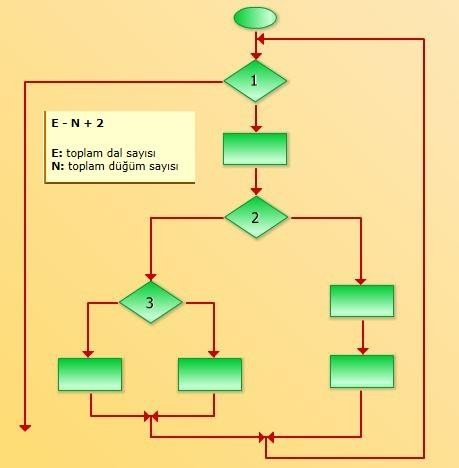 1
E - N + 2
E: toplam dal sayısı
N: toplam düğüm sayısı
2
3